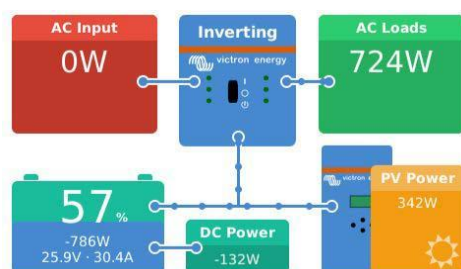 AC Input
0W
Inverting
victron energy
I
AC Loads
724W
57%
-786W
25.9V · 30.4A
DC Power
-132W
victron
PV Power
342W